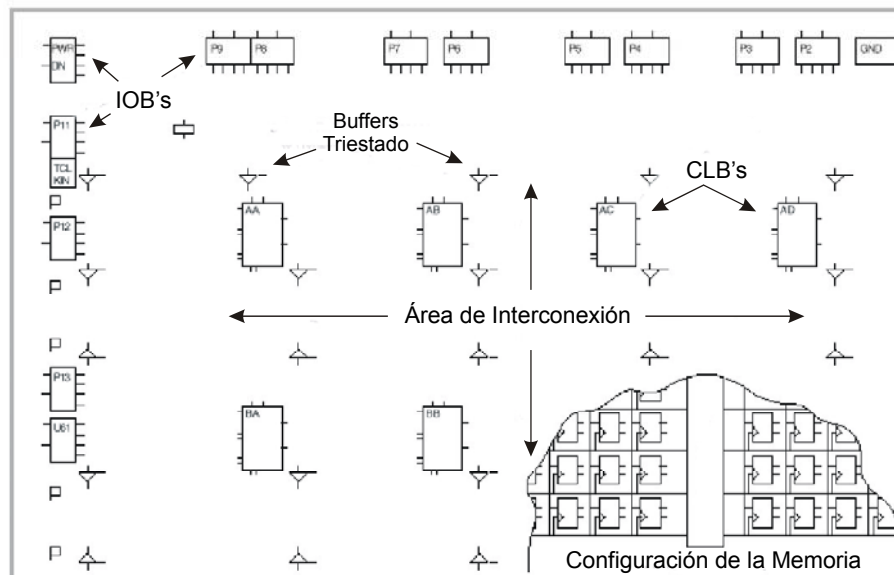 PWR
DN
P9
P8
P7
P6
P5
P4
P3
P2
GND
IOB's
P11
TCL
KIN
Buffers
Triestado
CLB's
AA
AB
AC
AD
P12
Área de Interconexión
P13
U61
BA
BB
Configuración de la Memoria